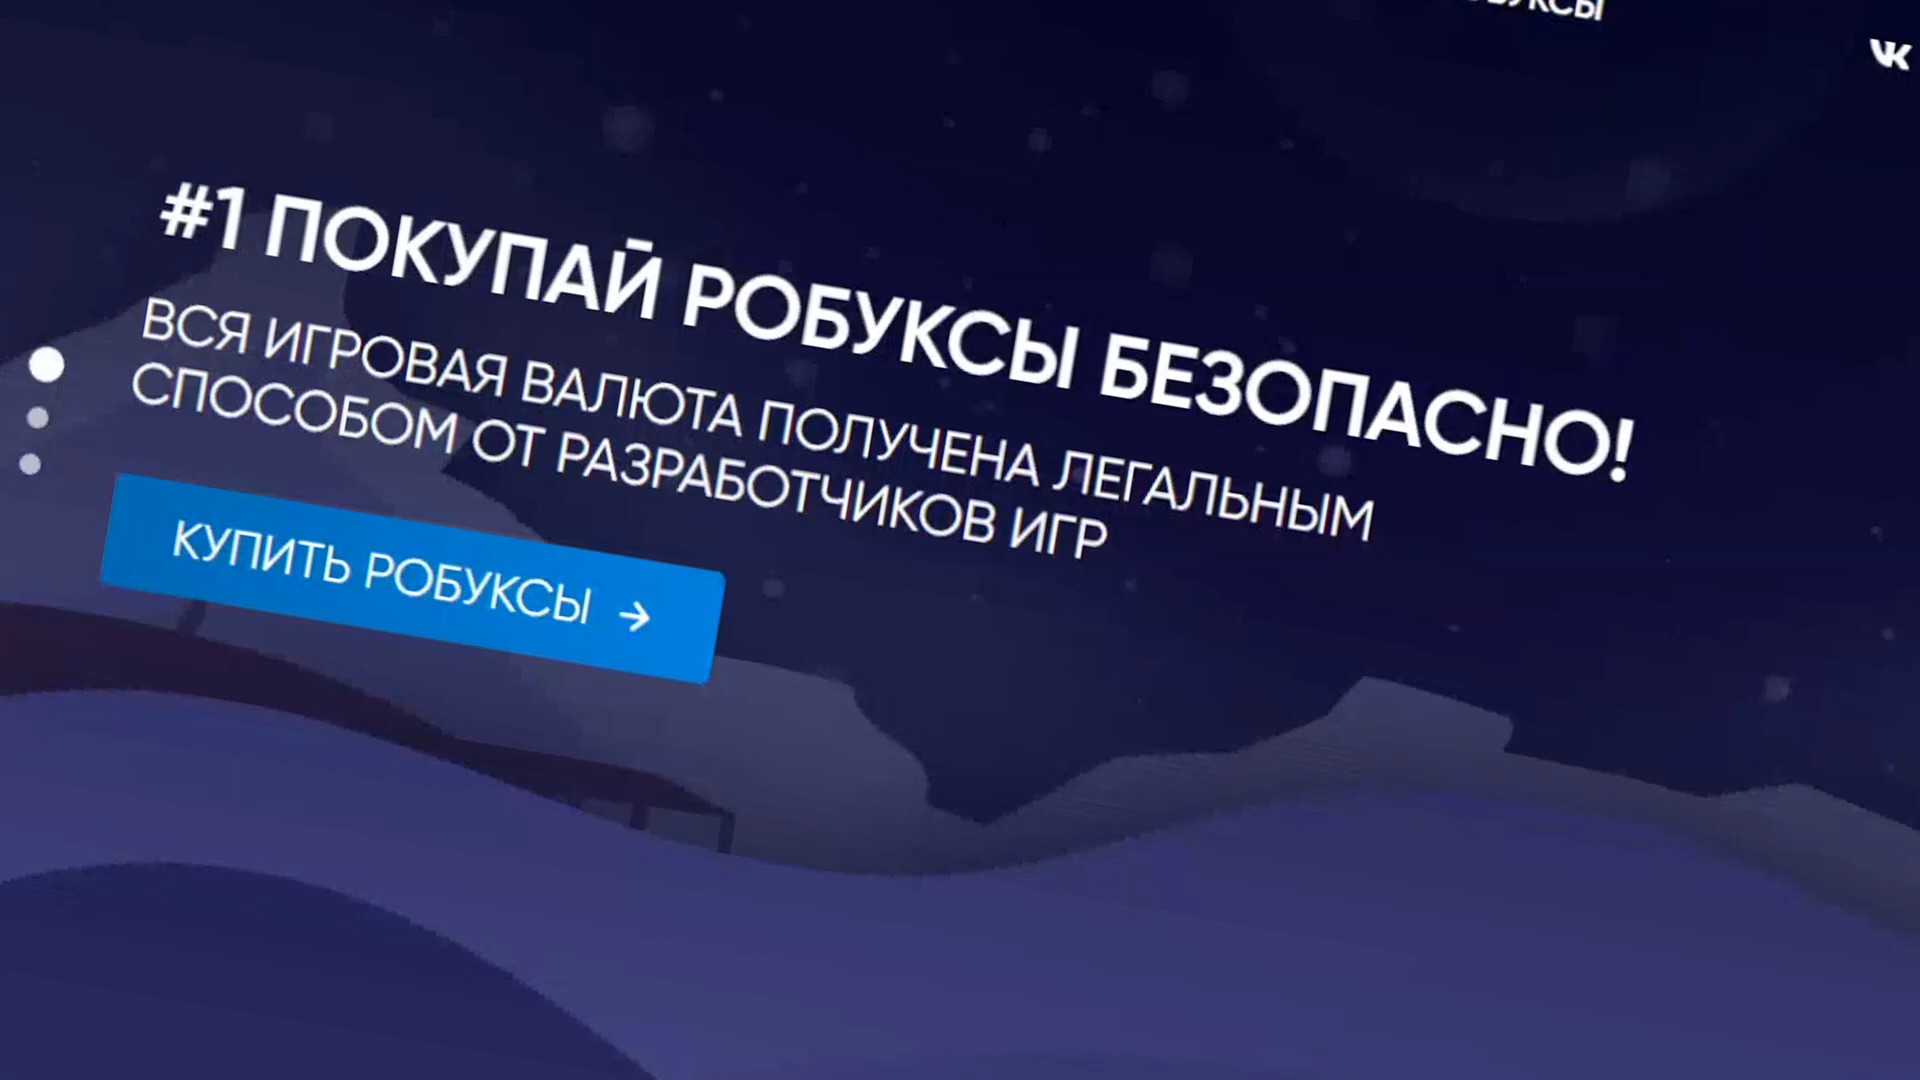 #1 ПОКУПАЙ РОБУКСЫ БЕЗОПАСНО!
ВСЯ ИГРОВАЯ ВАЛЮТА ПОЛУЧЕНА ЛЕГАЛЬНЫМ
СПОСОБОМ ОТ РАЗРАБОТЧИКОВ ИГР
КУПИТЬ РОБУКСЫ →